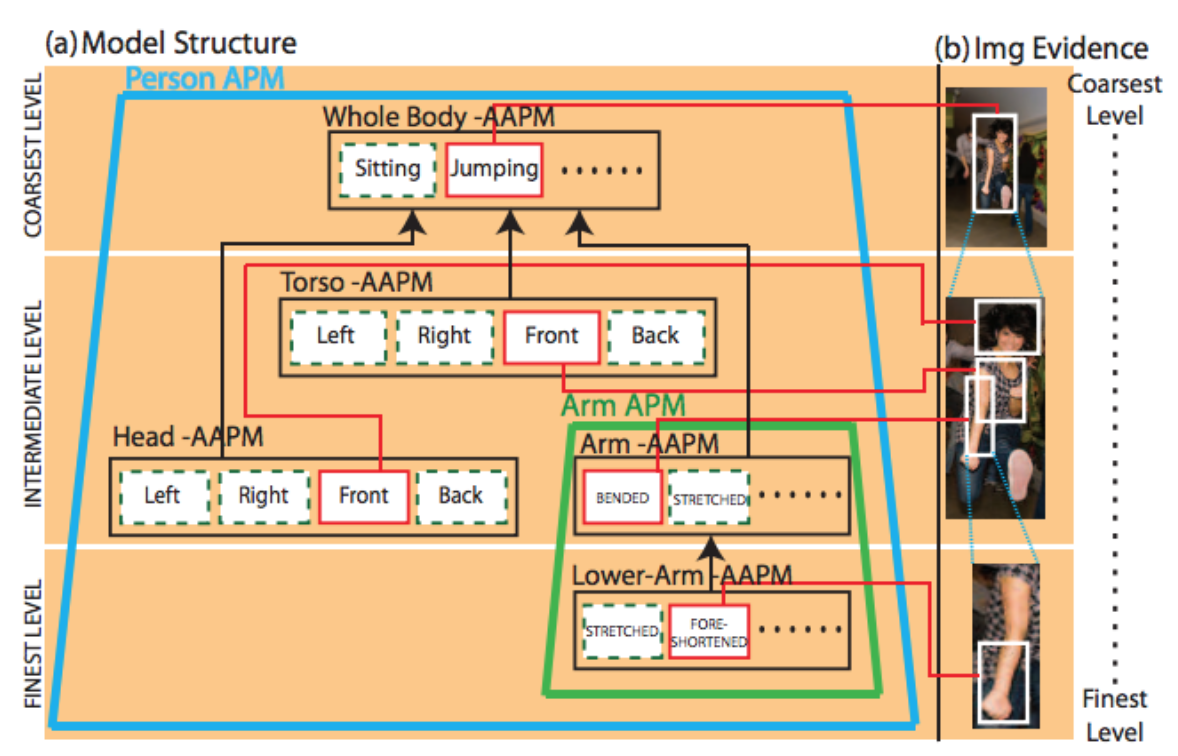 (a) Model Structure
(b) Img Evidence
COARSEST LEVEL
Person APM
Whole Body -AAPM
Sitting
Jumping
......
Coarsest
Level
INTERMEDIATE LEVEL
Torso -AAPM
Left
Right
Front
Back
Arm APM
Head -AAPM
Left
Right
Front
Back
Arm -AAPM
BENDED
STRETCHED
......
FINEST LEVEL
Lower-Arm -AAPM
STRETCHED
FORE-
SHORTENED
......
Finest
Level